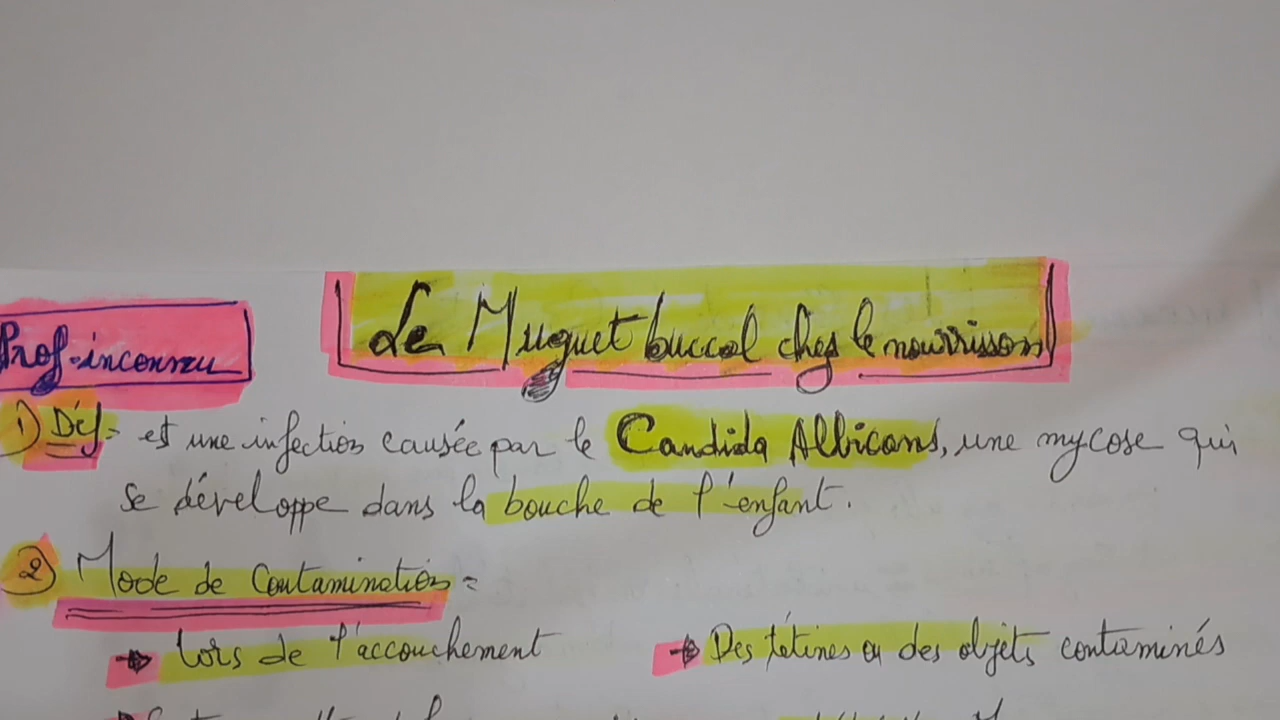 Le Muguet buccal chez le nourrisson
Prof-inconnu
1) Déf= est une infection causée par le Candida Albicans, une mycose qui
se développe dans la bouche de l'enfant.
2) Mode de Contamination=
→ lors de l'accouchement → Des tétines ou des objets contaminés